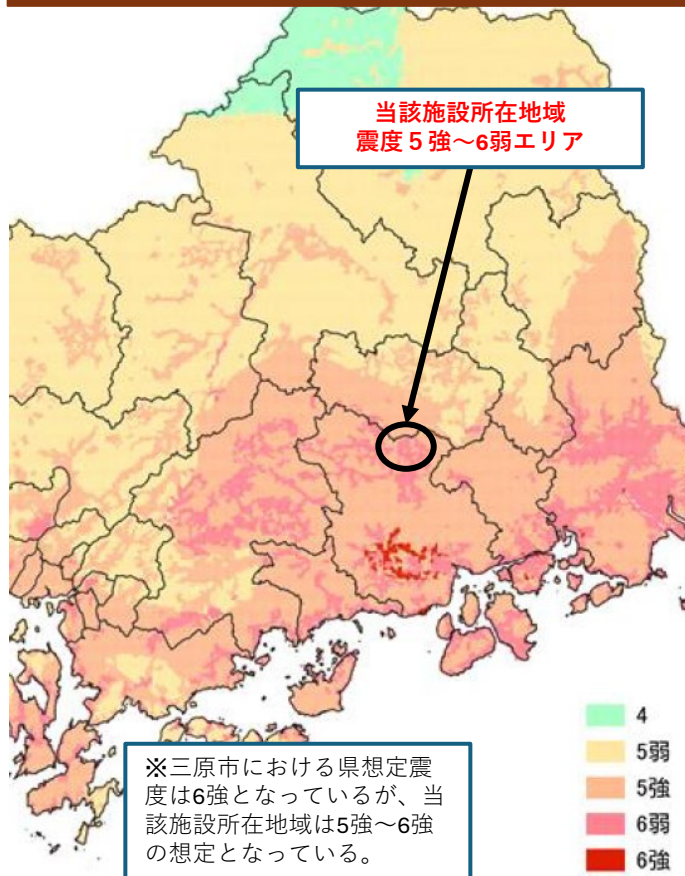 当該施設所在地域
震度５強～6弱エリア
4
5弱
5強
6弱
6強
※三原市における県想定震
度は6強となっているが、当
該施設所在地域は5強～6強
の想定となっている。